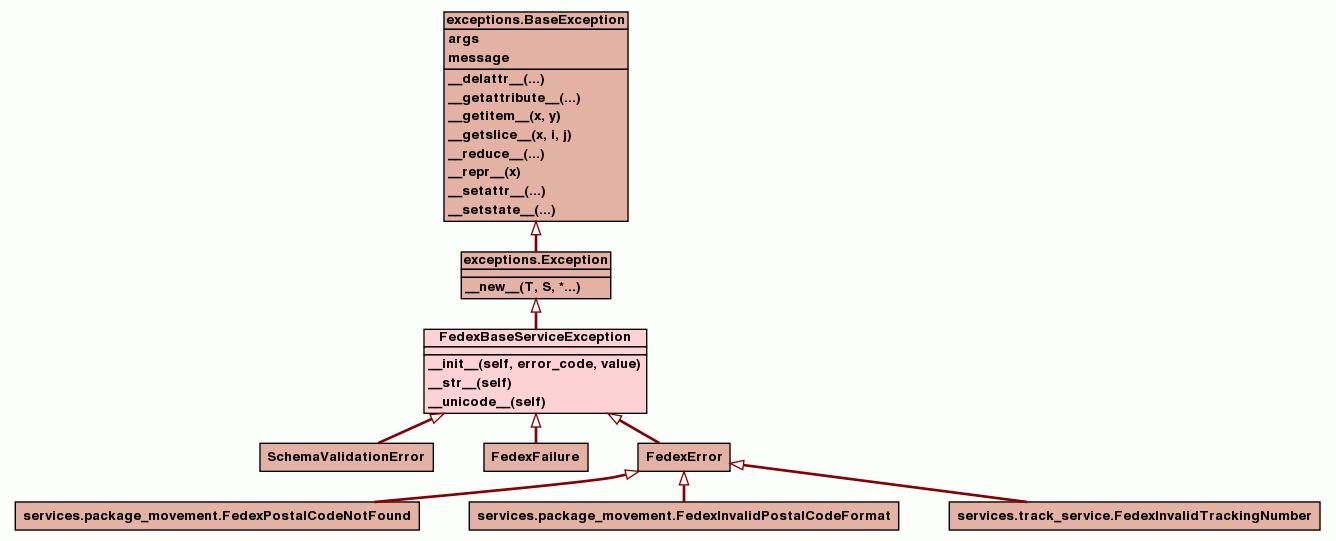 exceptions.BaseException
args
message
__delattr__(...)
__getattribute__(...)
__getitem__(x, y)
__getslice__(x, i, j)
__reduce__(...)
__repr__(x)
__setattr__(...)
__setstate__(...)
exceptions.Exception
__new__(T, S, *...)
FedexBaseServiceException
__init__(self, error_code, value)
__str__(self)
__unicode__(self)
SchemaValidationError
FedexFailure
FedexError
services.package_movement.FedexPostalCodeNotFound
services.package_movement.FedexInvalidPostalCodeFormat
services.track_service.FedexInvalidTrackingNumber